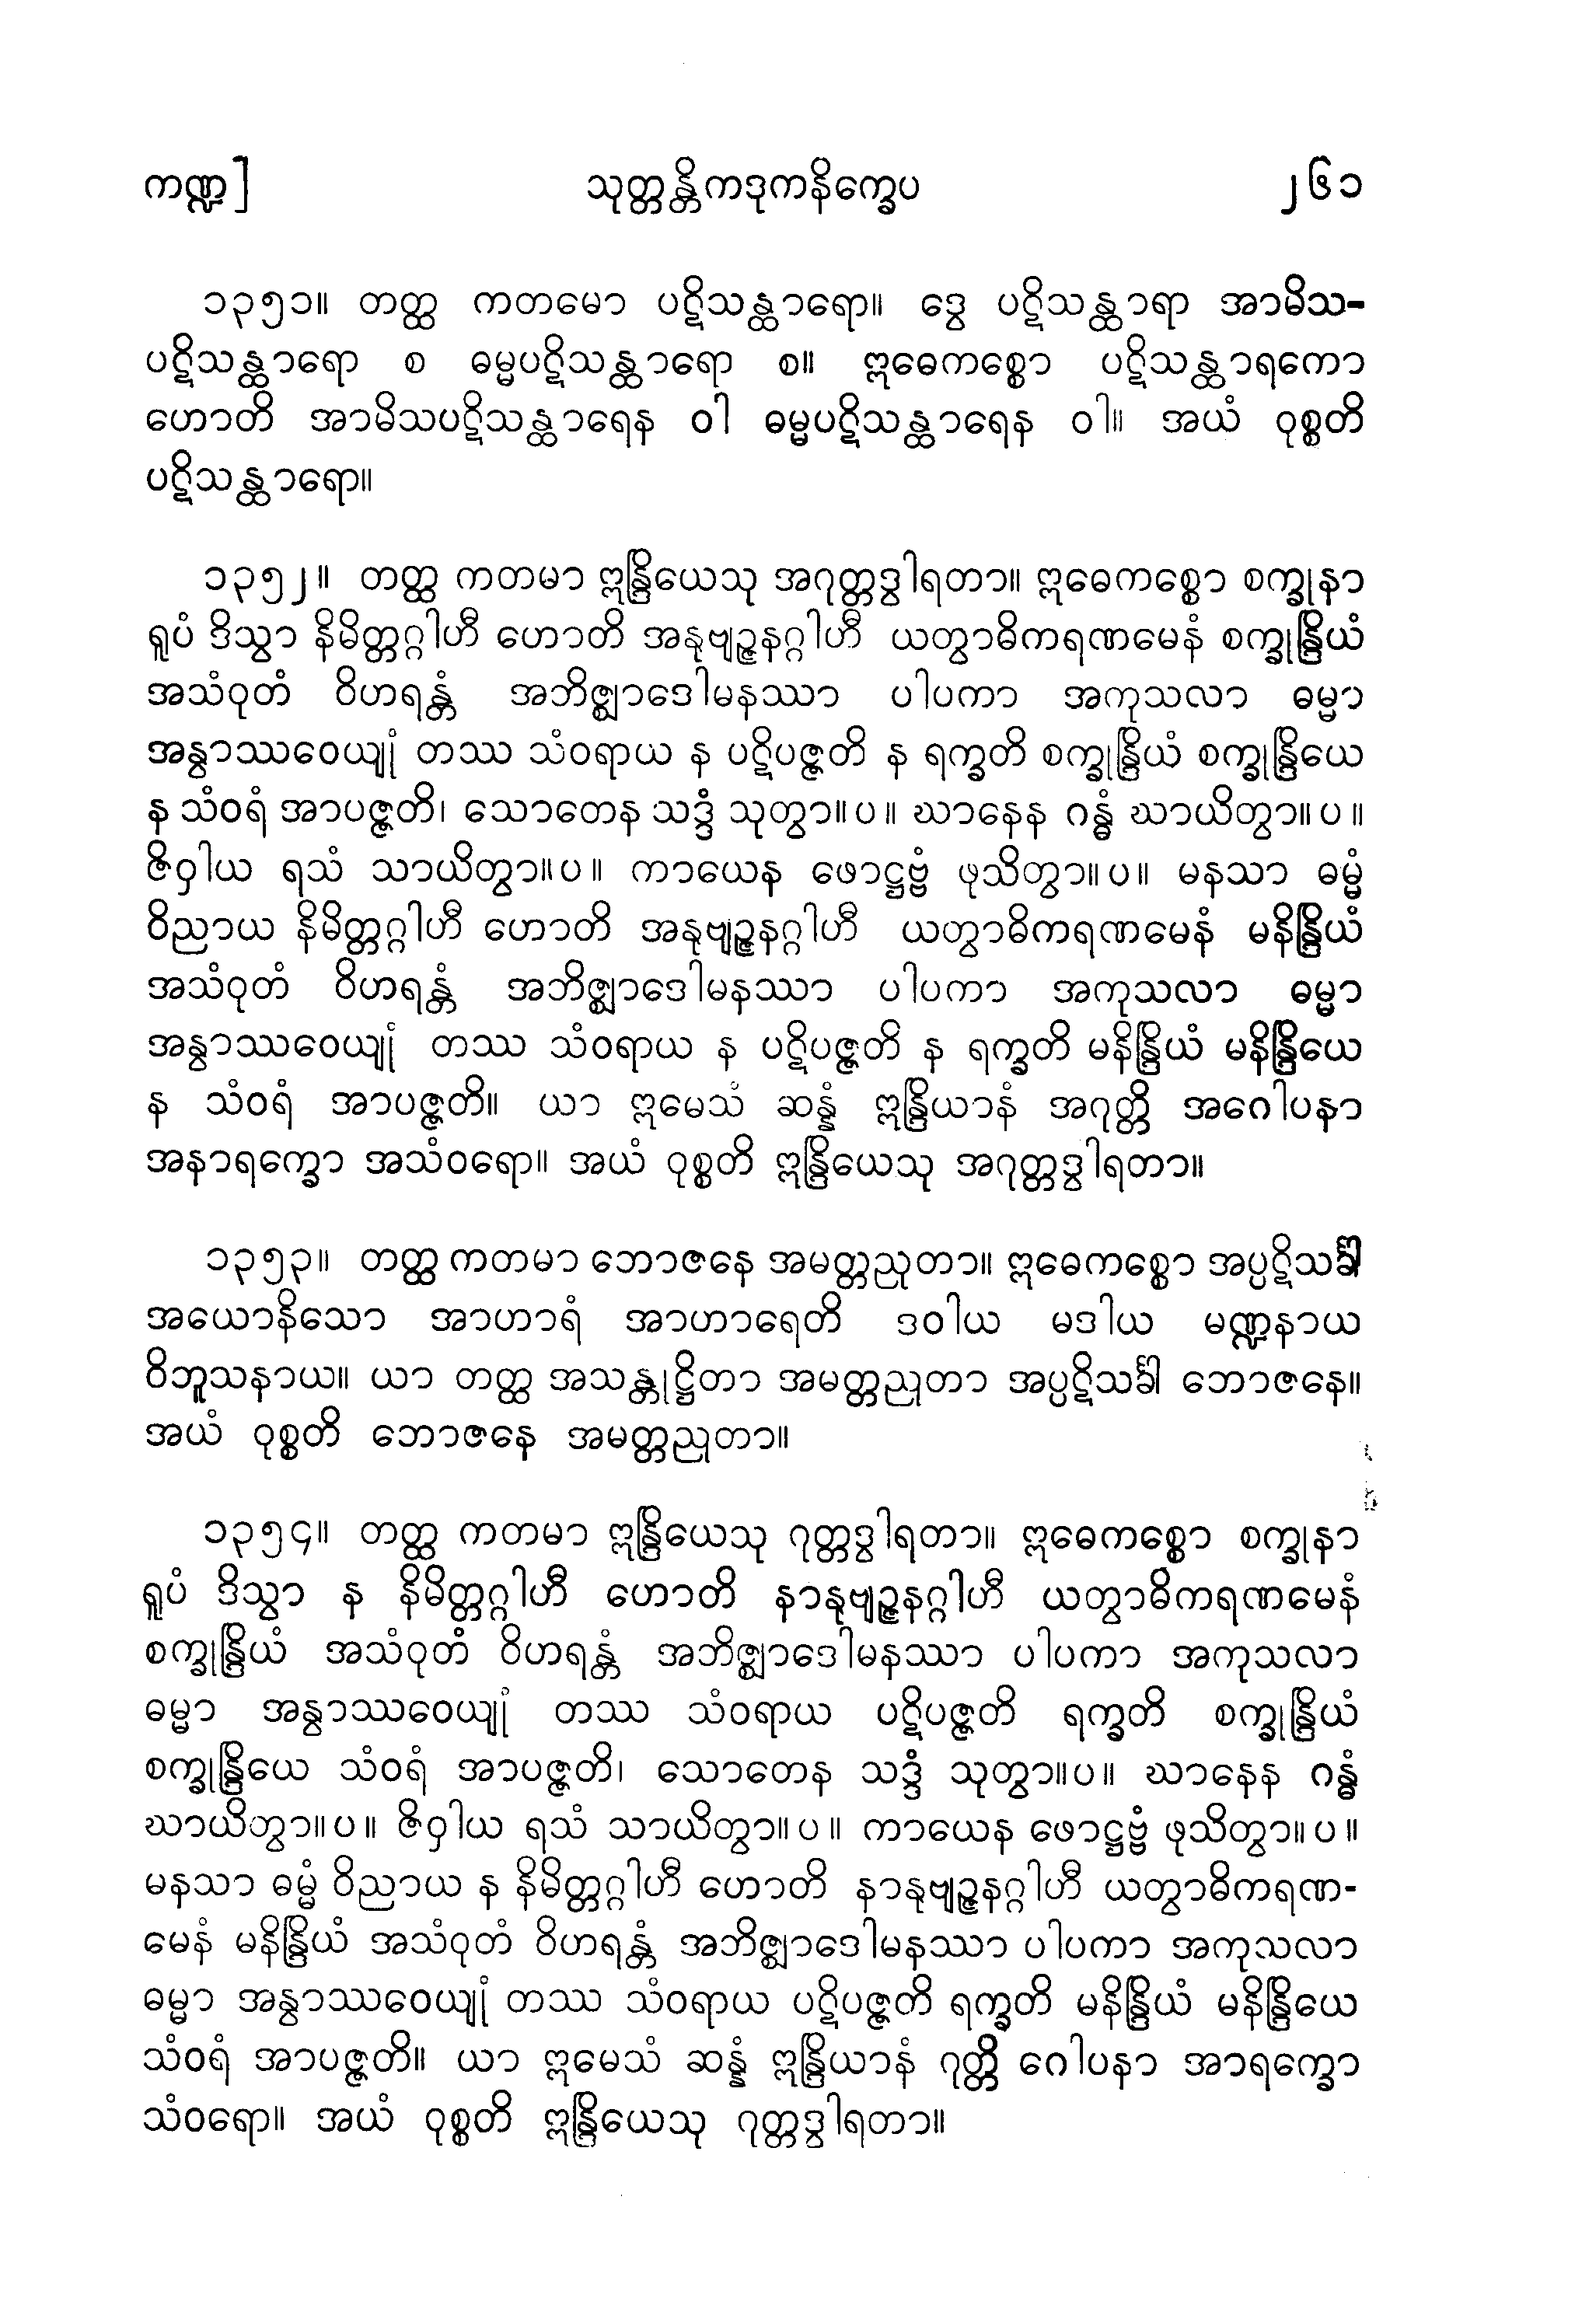 ကဏ္ဍ] သုတ္တန္တိကဒုကနိက္ခေပ ၂၆၁
၁၃၅၁။ တတ္ထ ကတမော ပဋိသန္ထာရော။ ဒွေ ပဋိသန္ထာရာ အာမိသ-
ပဋိသန္ထာရော စ ဓမ္မပဋိသန္ထာရော စ။ ဣဓေကစ္စော ပဋိသန္ထာရကော
ဟောတိ အာမိသပဋိသန္ထာရေန ဝါ ဓမ္မပဋိသန္ထာရေန ဝါ။ အယံ ဝုစ္စတိ
ပဋိသန္ထာရော။
၁၃၅၂။ တတ္ထ ကတမာ ဣန္ဒြိယေသု အဂုတ္တဒွါရတာ။ ဣဓေကစ္စော စက္ခုနာ
ရူပံ ဒိသွာ နိမိတ္တဂ္ဂါဟီ ဟောတိ အနုဗျဉ္ဇနဂ္ဂါဟီ ယတွာဓိကရဏမေနံ စက္ခုန္ဒြိယံ
အသံဝုတံ ဝိဟရန္တံ အဘိဇ္ဈာဒေါမနဿာ ပါပကာ အကုသလာ ဓမ္မာ
အနွာဿဝေယျုံ တဿ သံဝရာယ န ပဋိပဇ္ဇတိ န ရက္ခတိ စက္ခုန္ဒြိယံ စက္ခုန္ဒြိယေ
န သံဝရံ အာပဇ္ဇတိ၊ သောတေန သဒ္ဒံ သုတွာ။ပ။ ဃာနေန ဂန္ဓံ ဃာယိတွာ။ပ။
ဇိဝှါယ ရသံ သာယိတွာ။ပ။ ကာယေန ဖောဋ္ဌဗ္ဗံ ဖုသိတွာ။ပ။ မနသာ ဓမ္မံ
ဝိညာယ နိမိတ္တဂ္ဂါဟီ ဟောတိ အနုဗျဉ္ဇနဂ္ဂါဟီ ယတွာဓိကရဏမေနံ မနိန္ဒြိယံ
အသံဝုတံ ဝိဟရန္တံ အဘိဇ္ဈာဒေါမနဿာ ပါပကာ အကုသလာ ဓမ္မာ
အနွာဿဝေယျုံ တဿ သံဝရာယ န ပဋိပဇ္ဇတိ န ရက္ခတိ မနိန္ဒြိယံ မနိန္ဒြိယေ
န သံဝရံ အာပဇ္ဇတိ။ ယာ ဣမေသံ ဆန္နံ ဣန္ဒြိယာနံ အဂုတ္တိ အဂေါပနာ
အနာရက္ခော အသံဝရော။ အယံ ဝုစ္စတိ ဣန္ဒြိယေသု အဂုတ္တဒွါရတာ။
၁၃၅၃။ တတ္ထ ကတမာ ဘောဇနေ အမတ္တညုတာ။ ဣဓေကစ္စော အပ္ပဋိသင်္ခါ
အယောနိသော အာဟာရံ အာဟာရေတိ ဒဝါယ မဒါယ မဏ္ဍနာယ
ဝိဘူသနာယ။ ယာ တတ္ထ အသန္တုဋ္ဌိတာ အမတ္တညုတာ အပ္ပဋိသင်္ခါ ဘောဇနေ။
အယံ ဝုစ္စတိ ဘောဇနေ အမတ္တညုတာ။
၁၃၅၄။ တတ္ထ ကတမာ ဣန္ဒြိယေသု ဂုတ္တဒွါရတာ။ ဣဓေကစ္စော စက္ခုနာ
ရူပံ ဒိသွာ န နိမိတ္တဂ္ဂါဟီ ဟောတိ နာနုဗျဉ္ဇနဂ္ဂါဟီ ယတွာဓိကရဏမေနံ
စက္ခုန္ဒြိယံ အသံဝုတံ ဝိဟရန္တံ အဘိဇ္ဈာဒေါမနဿာ ပါပကာ အကုသလာ
ဓမ္မာ အနွာဿဝေယျုံ တဿ သံဝရာယ ပဋိပဇ္ဇတိ ရက္ခတိ စက္ခုန္ဒြိယံ
စက္ခုန္ဒြိယေ သံဝရံ အာပဇ္ဇတိ၊ သောတေန သဒ္ဒံ သုတွာ။ပ။ ဃာနေန ဂန္ဓံ
ဃာယိတွာ။ပ။ ဇိဝှါယ ရသံ သာယိတွာ။ပ။ ကာယေန ဖောဋ္ဌဗ္ဗံ ဖုသိတွာ။ပ။
မနသာ ဓမ္မံ ဝိညာယ န နိမိတ္တဂ္ဂါဟီ ဟောတိ နာနုဗျဉ္ဇနဂ္ဂါဟီ ယတွာဓိကရဏ-
မေနံ မနိန္ဒြိယံ အသံဝုတံ ဝိဟရန္တံ အဘိဇ္ဈာဒေါမနဿာ ပါပကာ အကုသလာ
ဓမ္မာ အနွာဿဝေယျုံ တဿ သံဝရာယ ပဋိပဇ္ဇတိ ရက္ခတိ မနိန္ဒြိယံ မနိန္ဒြိယေ
သံဝရံ အာပဇ္ဇတိ။ ယာ ဣမေသံ ဆန္နံ ဣန္ဒြိယာနံ ဂုတ္တိ ဂေါပနာ အာရက္ခော
သံဝရော။ အယံ ဝုစ္စတိ ဣန္ဒြိယေသု ဂုတ္တဒွါရတာ။